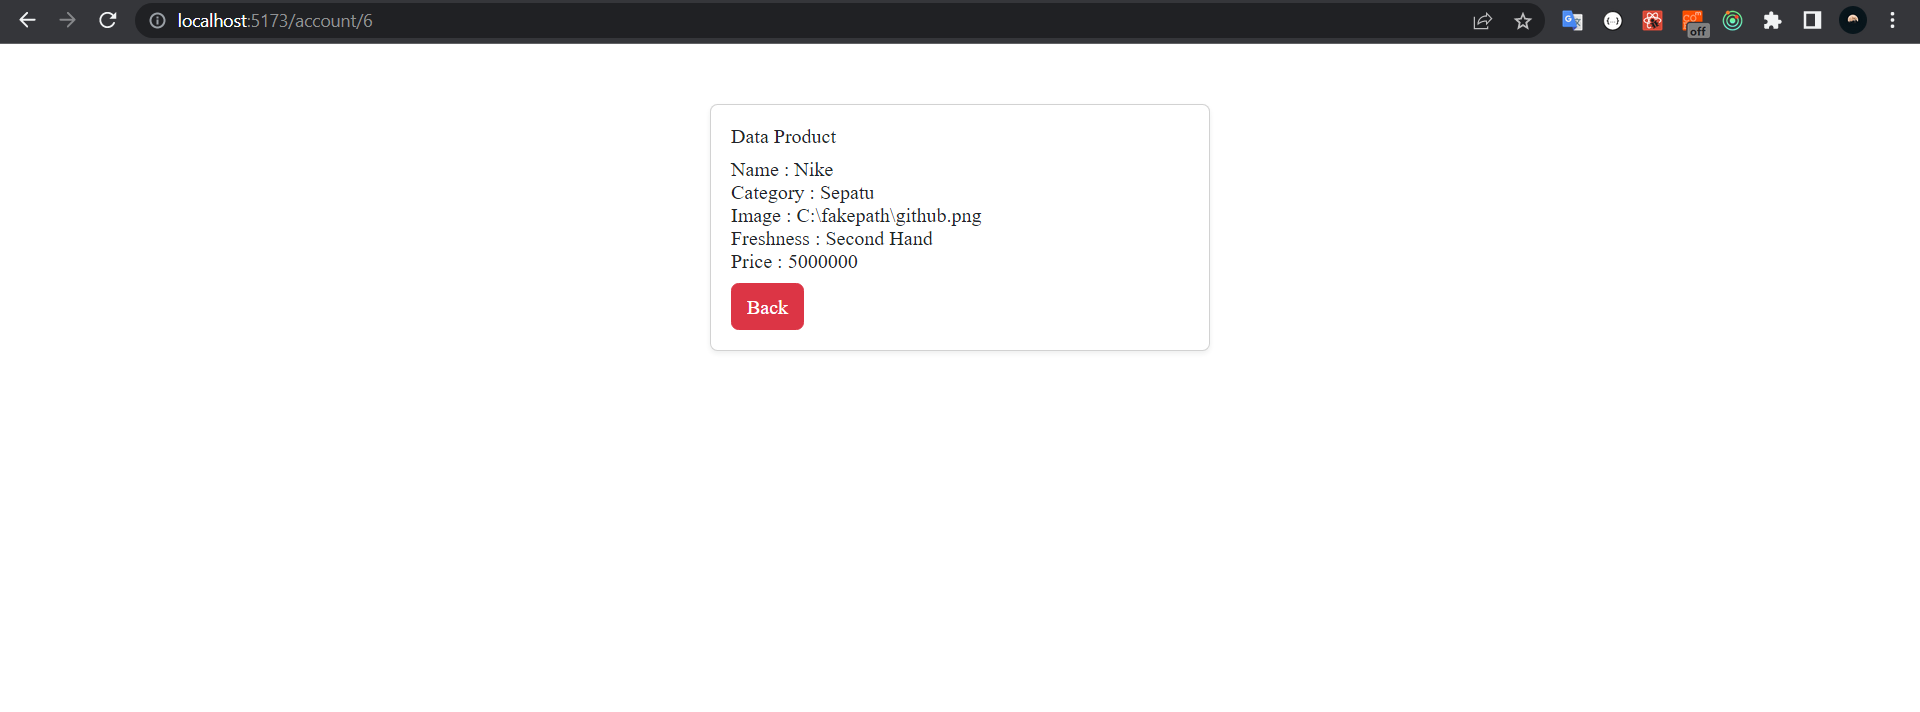 localhost:5173/account/6
off
Data Product
Name : Nike
Category : Sepatu
Image : C:\fakepath\github.png
Freshness : Second Hand
Price : 5000000
Back